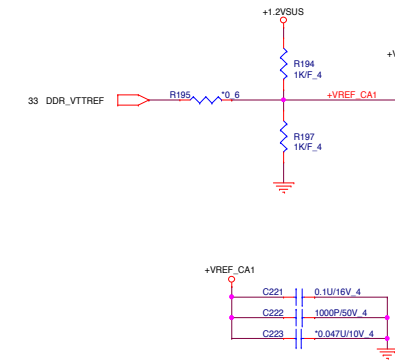 +1.2VSUS
R194
1K/F_4
+V
33 DDR_VTTREF
R195
*0_6
+VREF_CA1
R197
1K/F_4
+VREF_CA1
C221 0.1U/16V_4
C222 1000P/50V_4
C223 *0.047U/10V_4